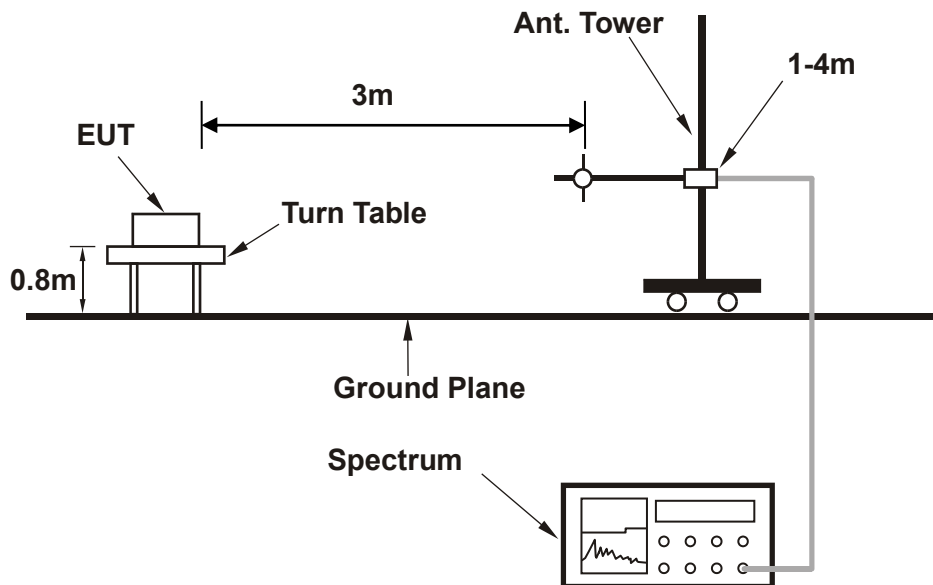 Ant. Tower
1-4m
3m
EUT
Turn Table
0.8m
Ground Plane
Spectrum